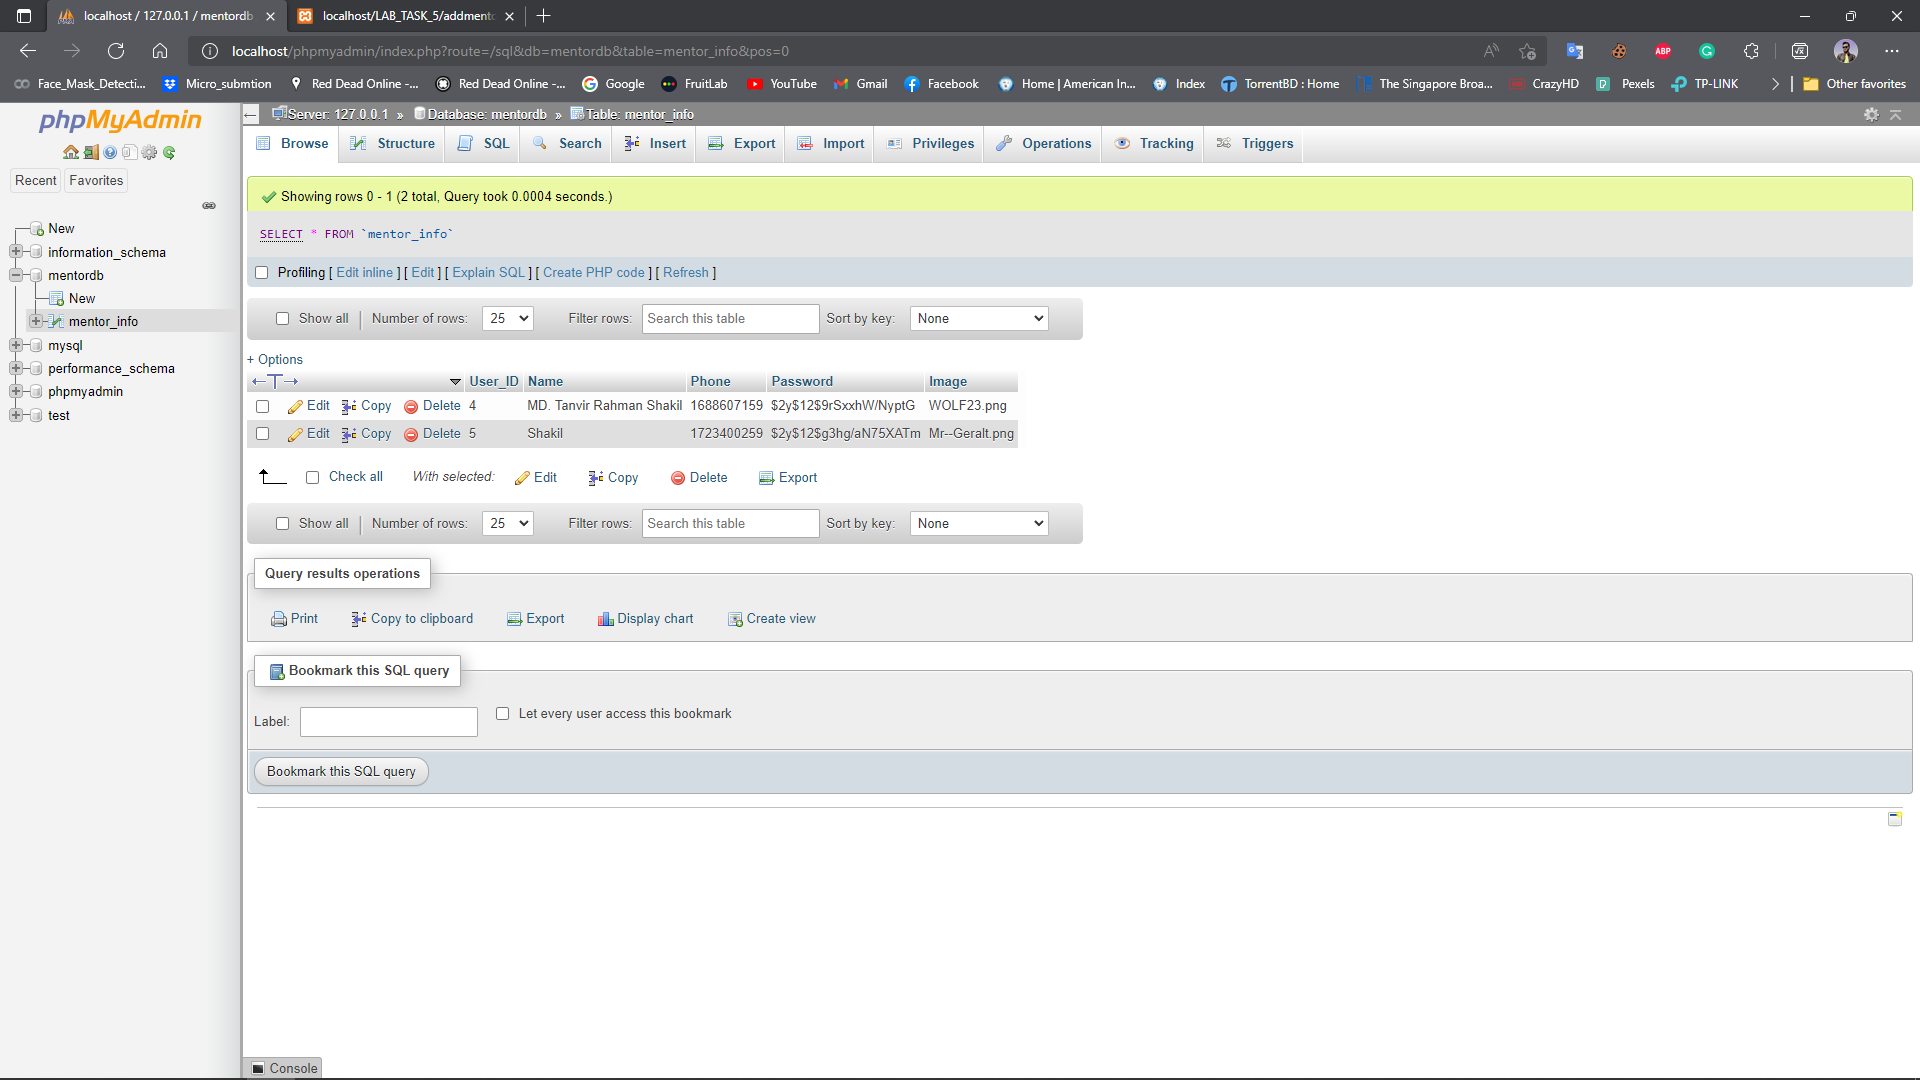 localhost / 127.0.0.1 / mentordb
localhost/LAB_TASK_5/addmento
localhost/phpmyadmin/index.php?route=/sql&db=mentordb&table=mentor_info&pos=0
Face_Mask_Detecti... Micro_submtion Red Dead Online -... Red Dead Online -... Google FruitLab YouTube Gmail Facebook Home | American In... Index TorrentBD : Home The Singapore Broa... CrazyHD Pexels TP-LINK Other favorites
phpMyAdmin
Recent Favorites
New
information_schema
mentordb
New
mentor_info
mysql
performance_schema
phpmyadmin
test
Server: 127.0.0.1 » Database: mentordb » Table: mentor_info
Browse Structure SQL Search Insert Export Import Privileges Operations Tracking Triggers
Showing rows 0 - 1 (2 total, Query took 0.0004 seconds.)
SELECT * FROM `mentor_info`
Profiling [ Edit inline ] [ Edit ] [ Explain SQL ] [ Create PHP code ] [ Refresh ]
Show all Number of rows: 25 Filter rows: Search this table Sort by key: None
+ Options
←T→ User_ID Name Phone Password Image
Edit Copy Delete 4 MD. Tanvir Rahman Shakil 1688607159 $2y$12$9rSxxhW/NyptG WOLF23.png
Edit Copy Delete 5 Shakil 1723400259 $2y$12$g3hg/aN75XATm Mr--Geralt.png
Check all With selected: Edit Copy Delete Export
Show all Number of rows: 25 Filter rows: Search this table Sort by key: None
Query results operations
Print Copy to clipboard Export Display chart Create view
Bookmark this SQL query
Label: Let every user access this bookmark
Bookmark this SQL query
Console